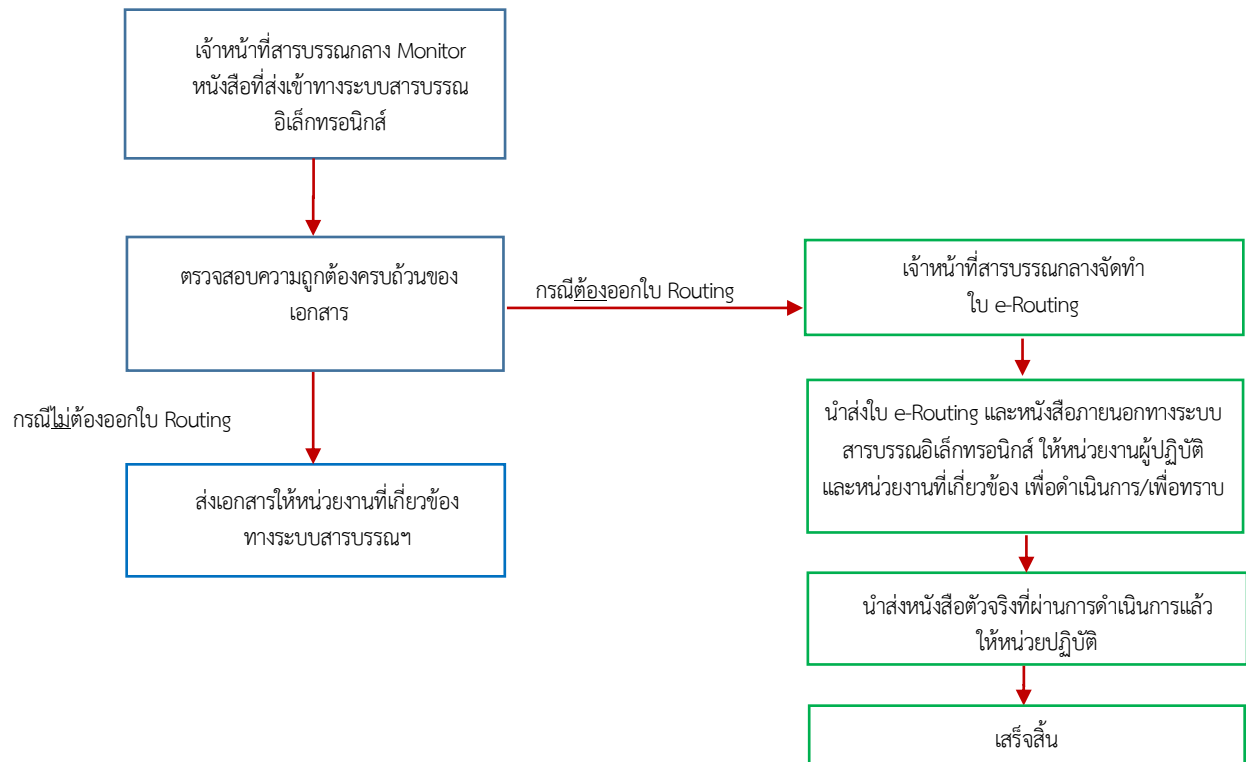 เจ้าหน้าที่สารบรรณกลาง Monitor
หนังสือที่ส่งเข้าทางระบบสารบรรณ
อิเล็กทรอนิกส์
ตรวจสอบความถูกต้องครบถ้วนของ
เอกสาร
กรณีต้องออกใบ Routing
เจ้าหน้าที่สารบรรณกลางจัดทำ
ใบ e-Routing
กรณีไม่ต้องออกใบ Routing
ส่งเอกสารให้หน่วยงานที่เกี่ยวข้อง
ทางระบบสารบรรณฯ
นำส่งใบ e-Routing และหนังสือภายนอกทางระบบ
สารบรรณอิเล็กทรอนิกส์ ให้หน่วยงานผู้ปฏิบัติ
และหน่วยงานที่เกี่ยวข้อง เพื่อดำเนินการ/เพื่อทราบ
นำส่งหนังสือตัวจริงที่ผ่านการดำเนินการแล้ว
ให้หน่วยปฏิบัติ
เสร็จสิ้น